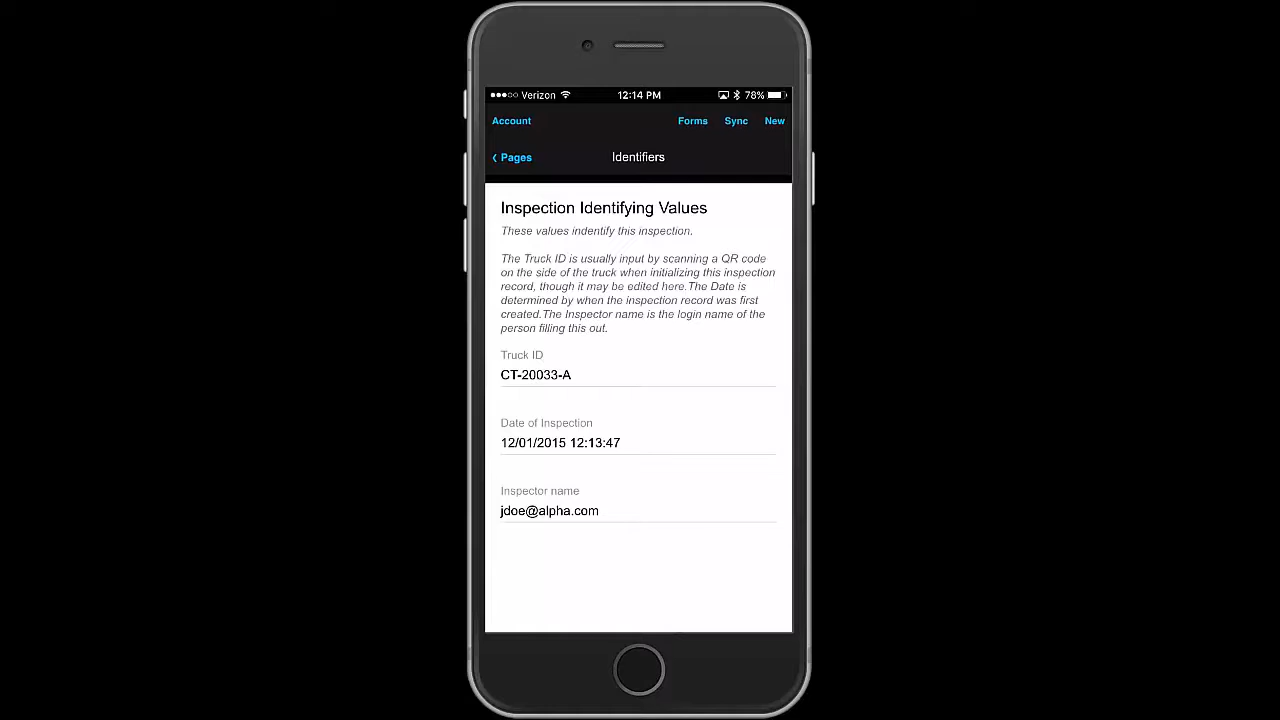 Verizon 12:14 PM 78%
Account Forms Sync New
Pages Identifiers
Inspection Identifying Values
These values indentify this inspection.
The Truck ID is usually input by scanning a QR code
on the side of the truck when initializing this inspection
record, though it may be edited here.The Date is
determined by when the inspection record was first
created.The Inspector name is the login name of the
person filling this out.
Truck ID
CT-20033-A
Date of Inspection
12/01/2015 12:13:47
Inspector name
jdoe@alpha.com